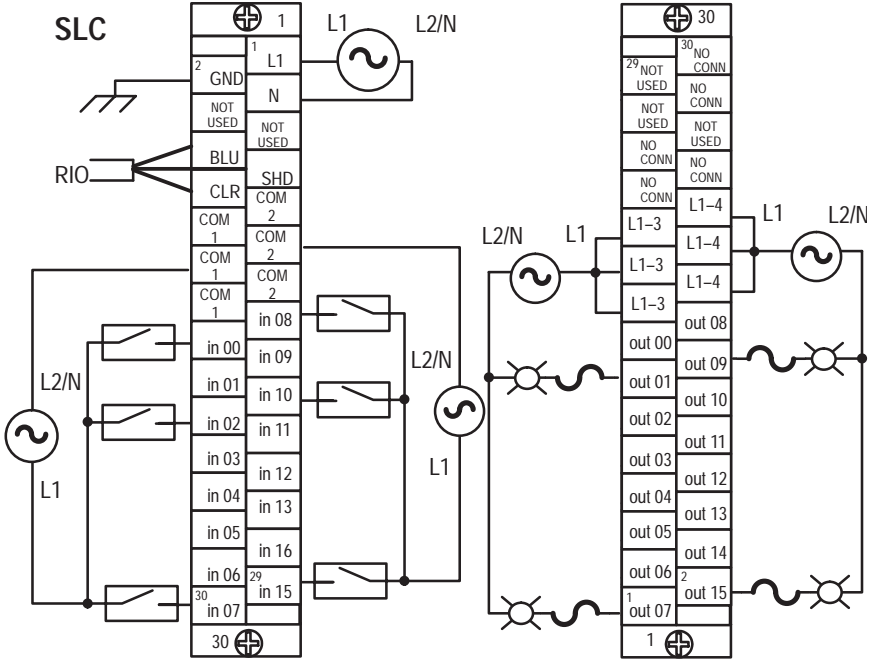 SLC
1
L1
L2/N
2
GND
1
L1
N
NOT
USED
NOT
USED
RIO
BLU
CLR
SHD
COM
1
COM
2
COM
1
COM
2
COM
1
COM
2
in 00
in 01
in 02
in 03
in 04
in 05
in 06
30
in 07
in 08
in 09
in 10
in 11
in 12
in 13
in 16
29
in 15
30
L2/N
L1
L2/N
L1
30
29
NOT
USED
NOT
USED
NO
CONN
NO
CONN
L1–3
L1–3
L1–3
out 00
out 01
out 02
out 03
out 04
out 05
out 06
1
out 07
30
NO
CONN
NO
CONN
NOT
USED
NO
CONN
L1–4
L1–4
L1–4
out 08
out 09
out 10
out 11
out 12
out 13
out 14
2
out 15
1
L2/N
L1
L1
L2/N